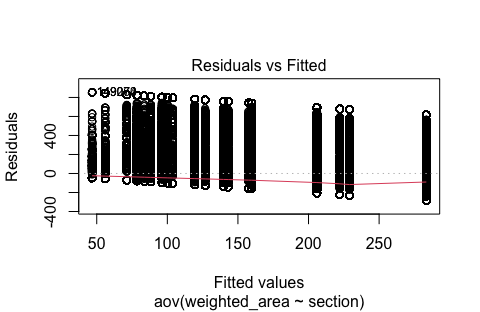 Residuals vs Fitted
Residuals
400
0
-400
50
100
150
200
250
Fitted values
aov(weighted_area ~ section)